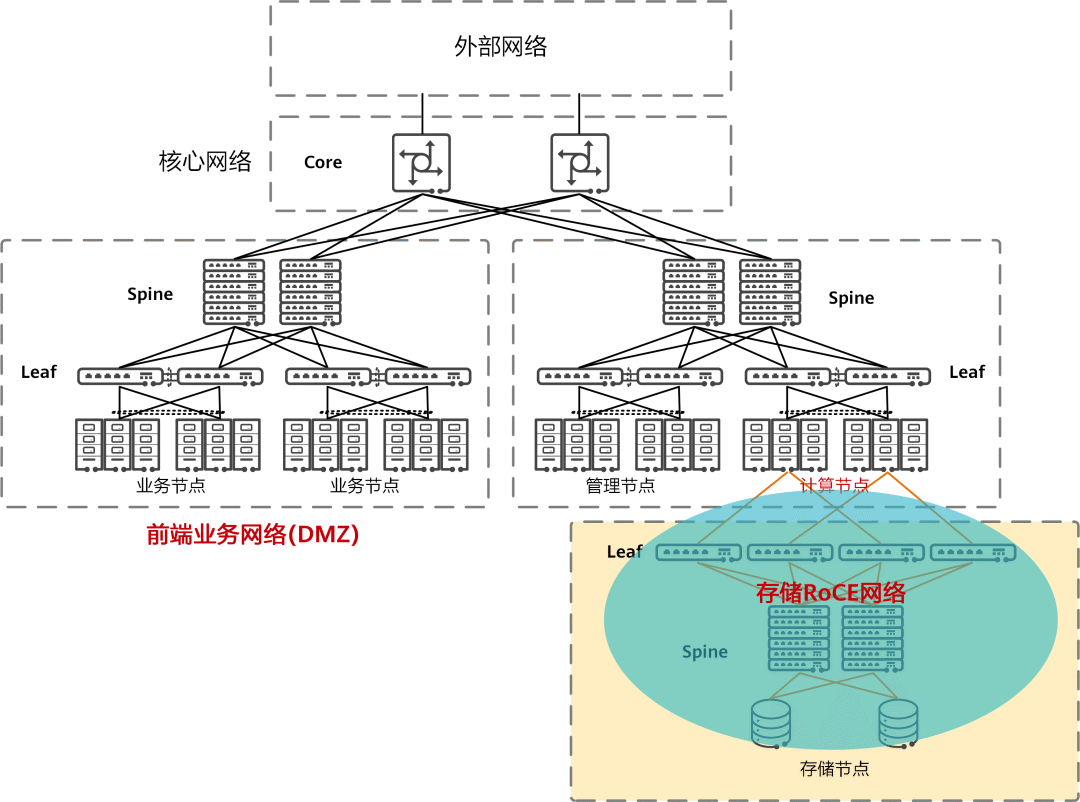 外部网络
核心网络
Core
Spine
Spine
Leaf
Leaf
业务节点
业务节点
管理节点
计算节点
前端业务网络(DMZ)
Leaf
存储RoCE网络
Spine
存储节点